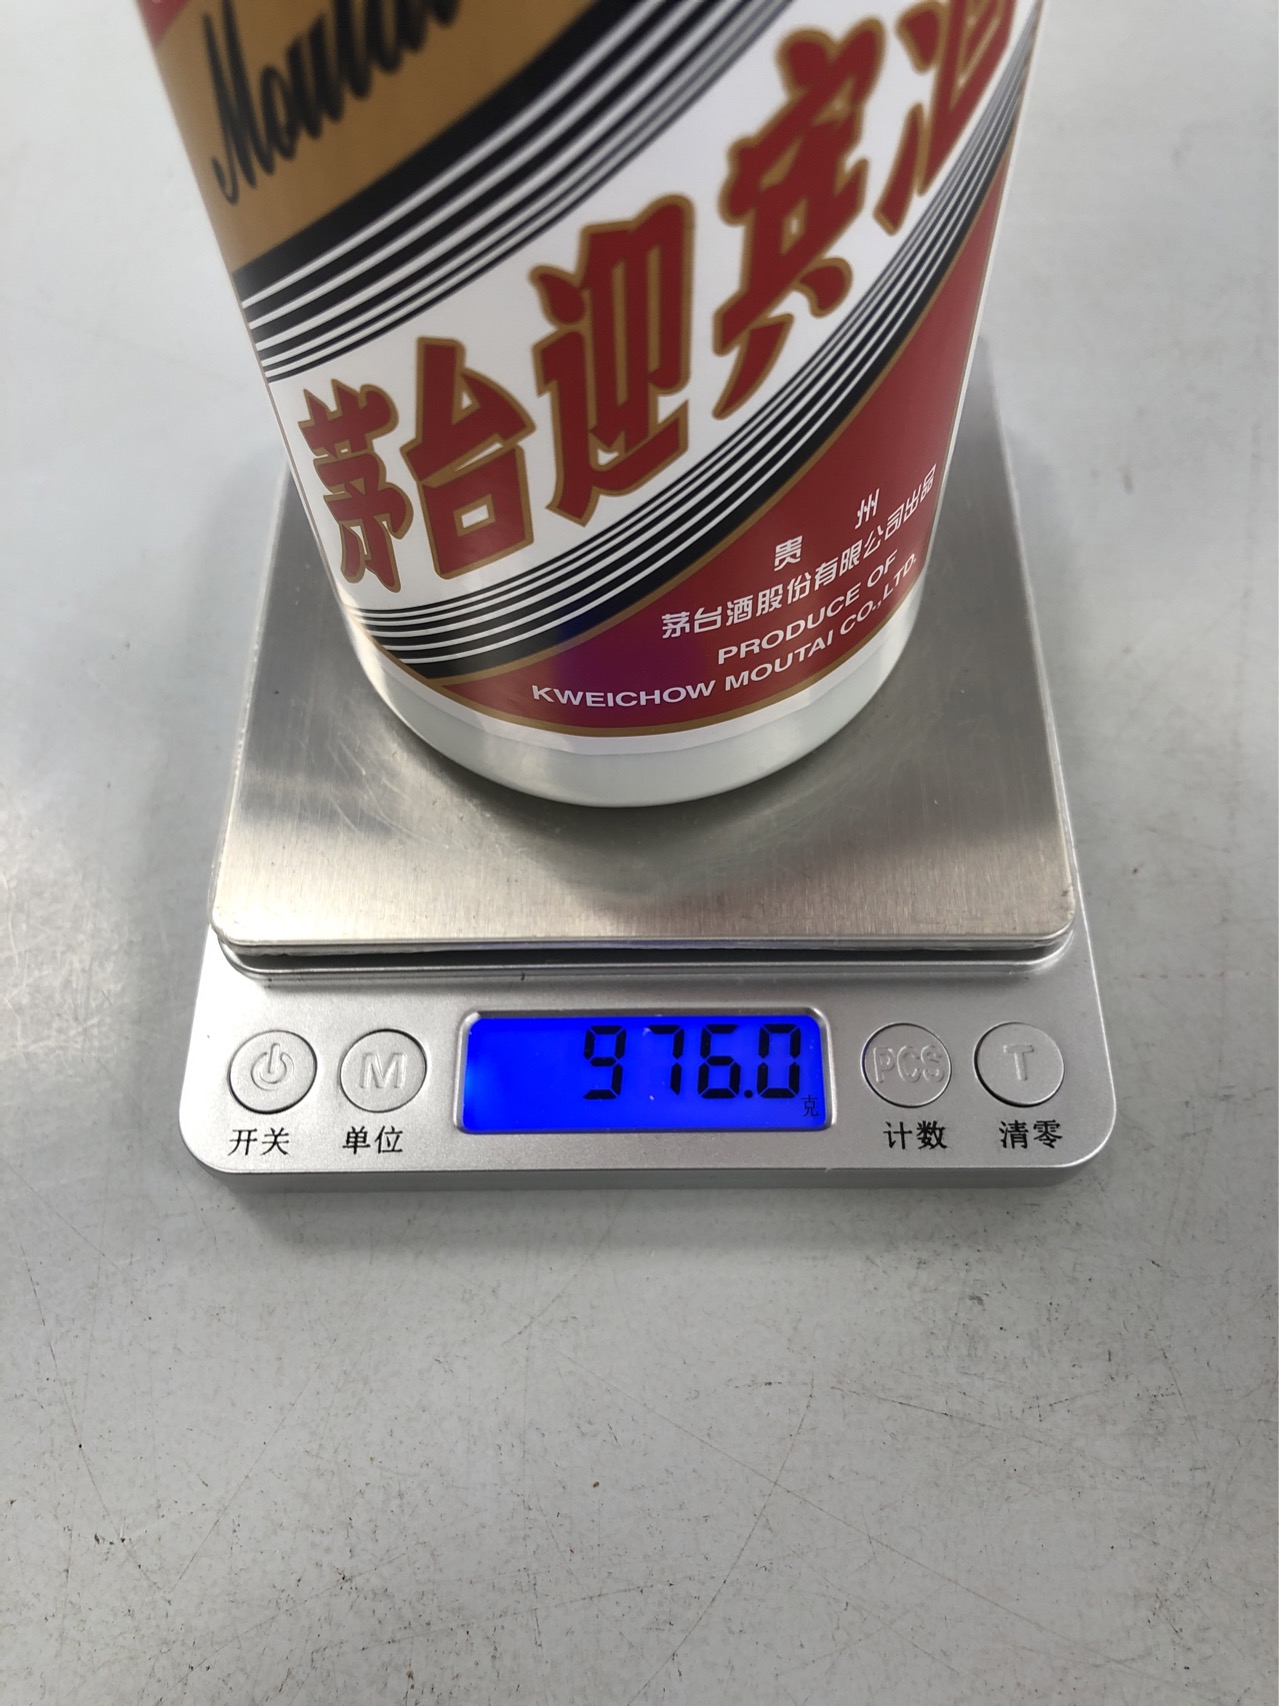 茅台迎宾酒
贵州
茅台酒股份有限公司出品
PRODUCE OF
KWEICHOW MOUTAI CO.,LTD.
976.0
克
M
PCS
T
开关
单位
计数
清零